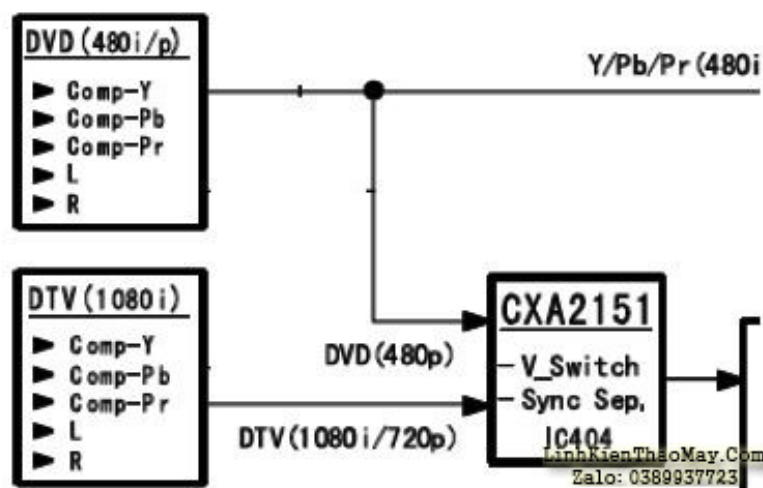 DVD(480i/p)
Comp-Y
Comp-Pb
Comp-Pr
L
R
Y/Pb/Pr(480i
DTV(1080i)
Comp-Y
Comp-Pb
Comp-Pr
L
R
DVD(480p)
DTV(1080i/720p)
CXA2151
- V_Switch
- Sync Sep.
IC404
LinhKienThaoMay.Com
Zalo: 0389937723